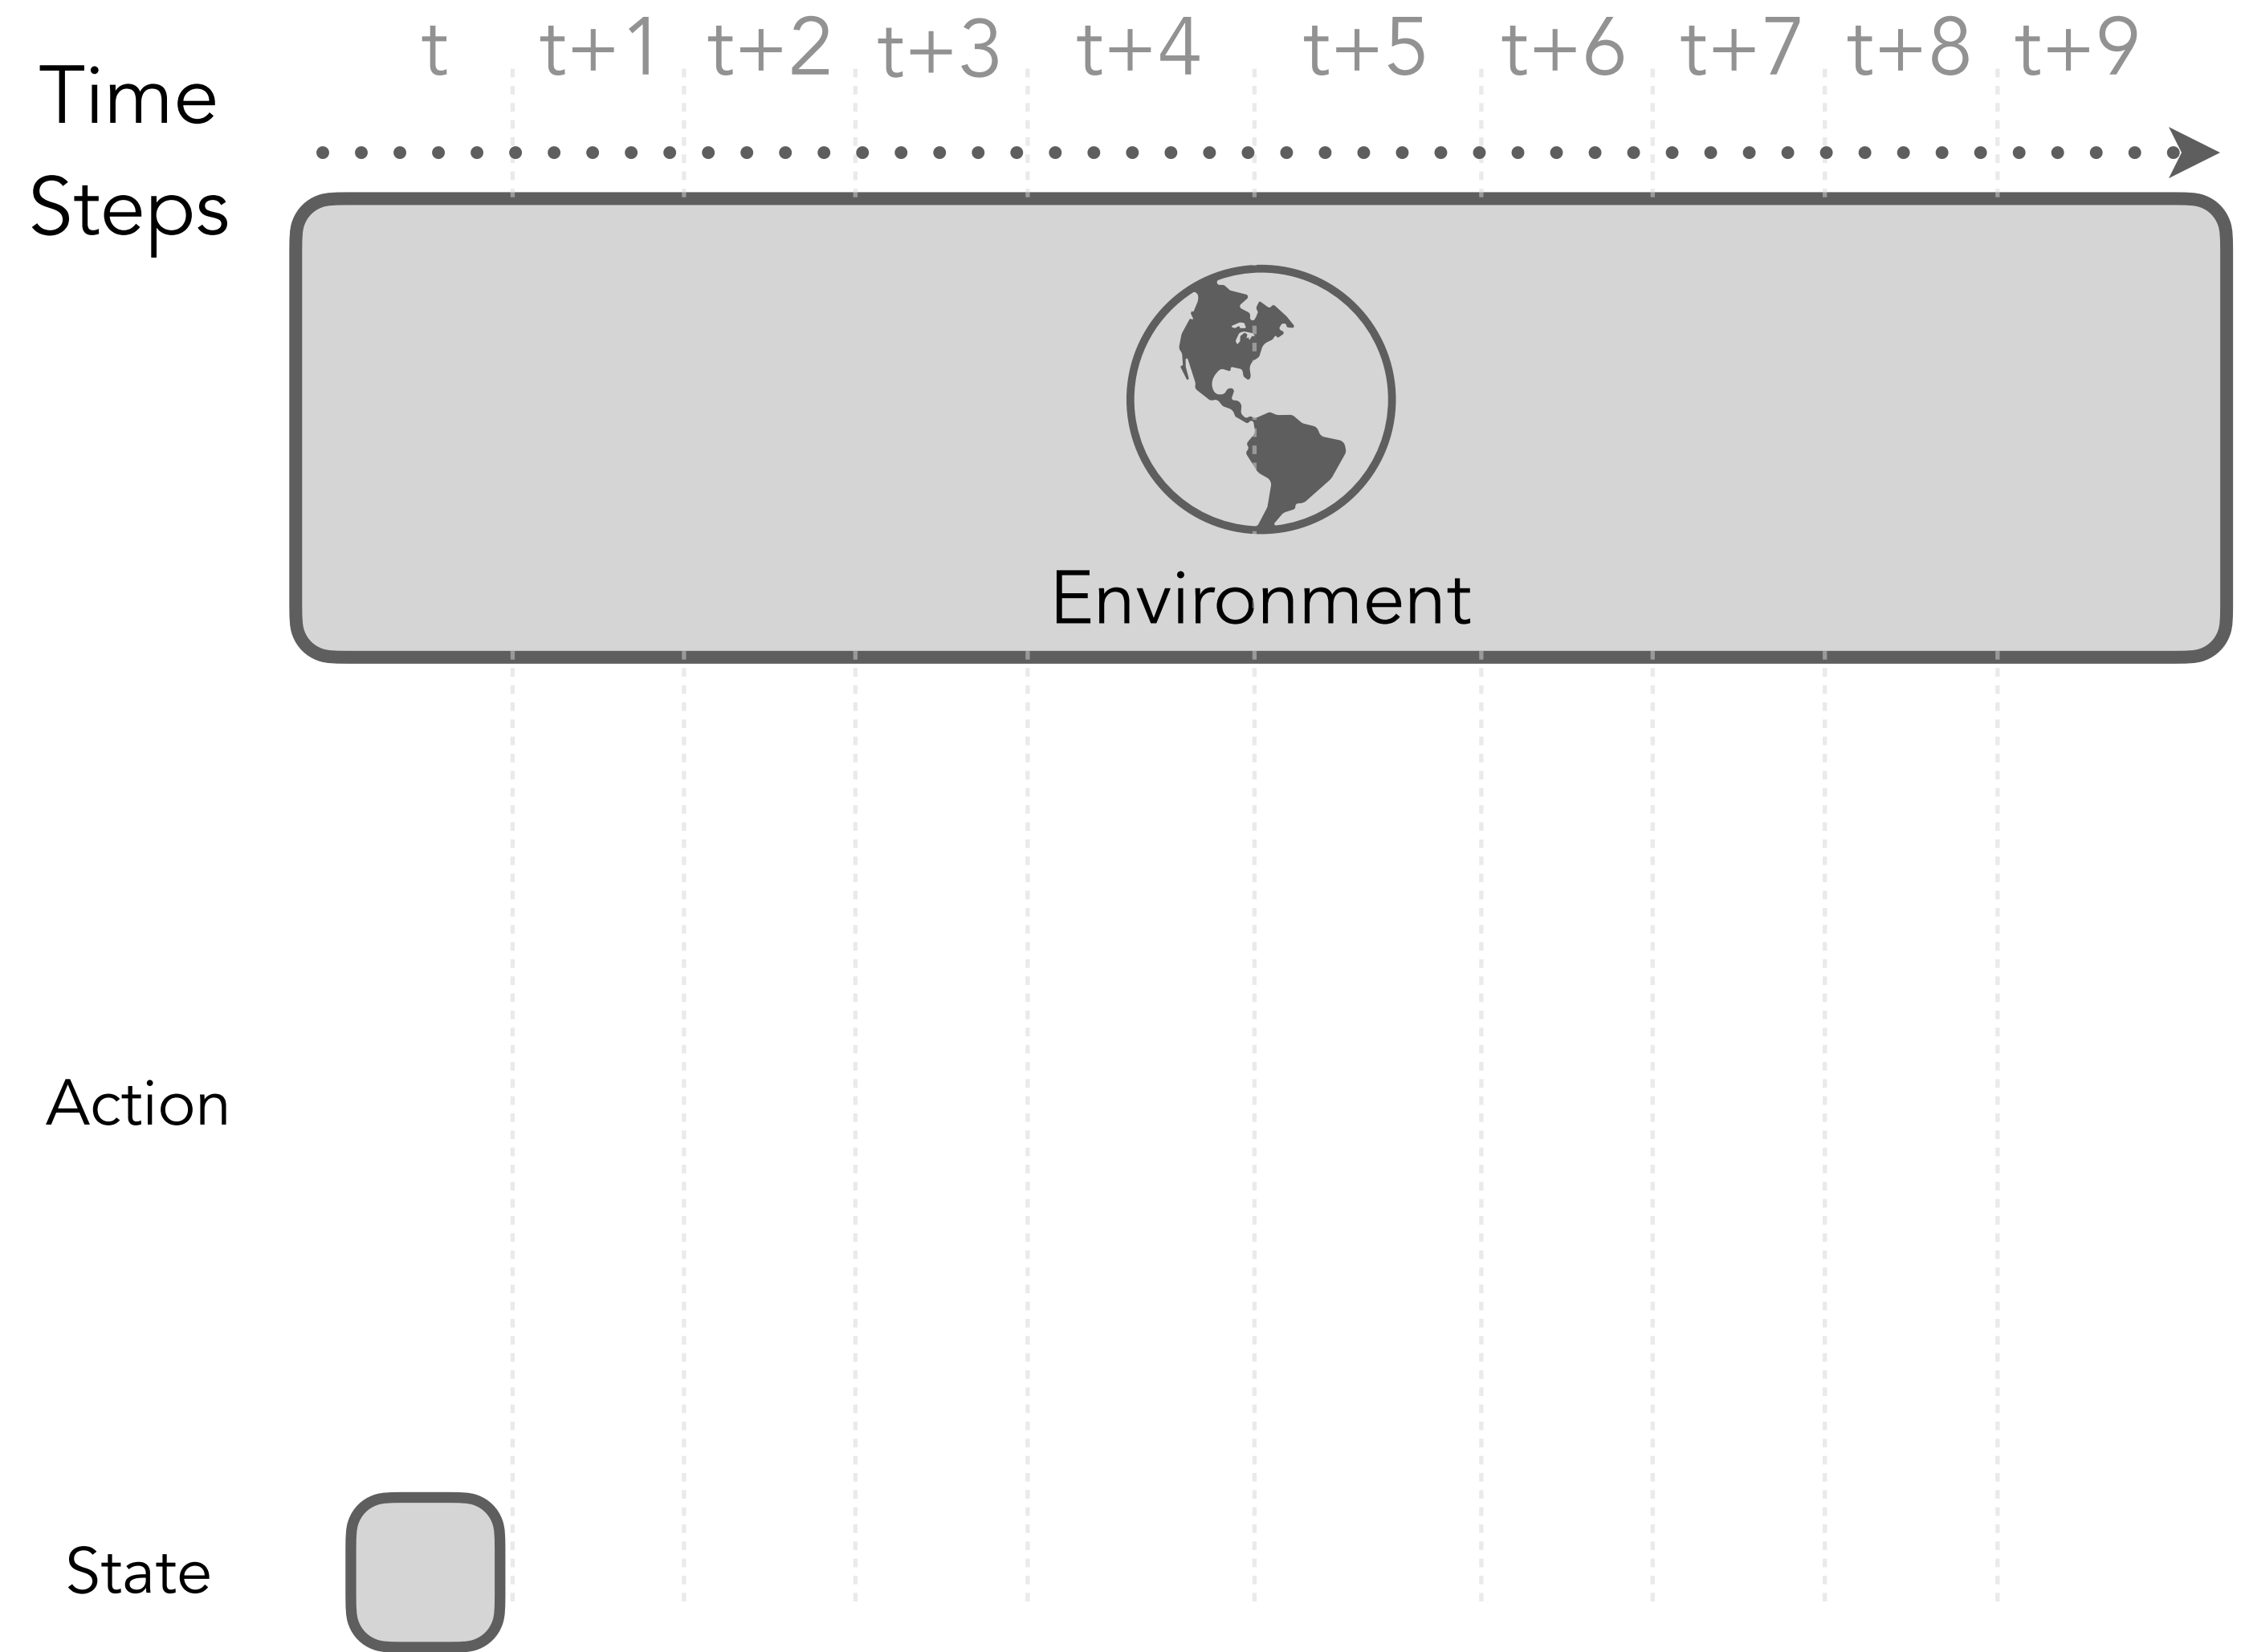 t t+1 t+2 t+3 t+4 t+5 t+6 t+7 t+8 t+9
Time
Steps
Environment
Action
State